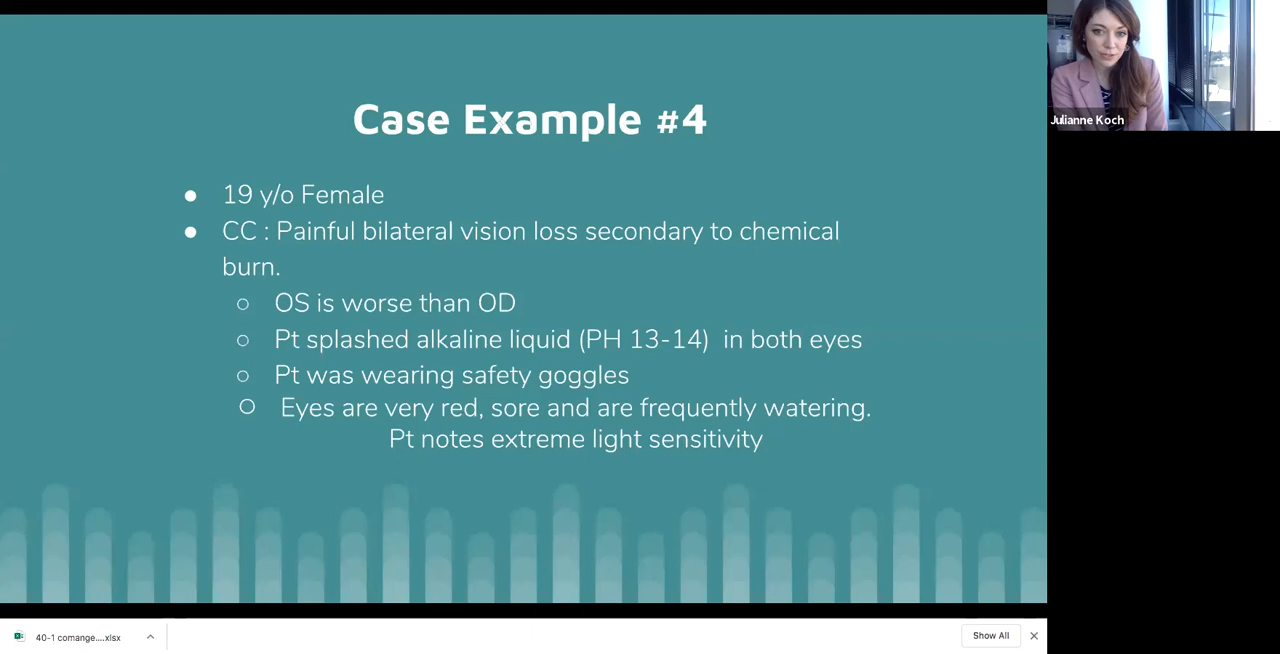 Case Example #4
● 19 y/o Female
● CC : Painful bilateral vision loss secondary to chemical
burn.
○ OS is worse than OD
○ Pt splashed alkaline liquid (PH 13-14) in both eyes
○ Pt was wearing safety goggles
○ Eyes are very red, sore and are frequently watering.
Pt notes extreme light sensitivity
Julianne Koch
40-1 comange....xlsx
Show All